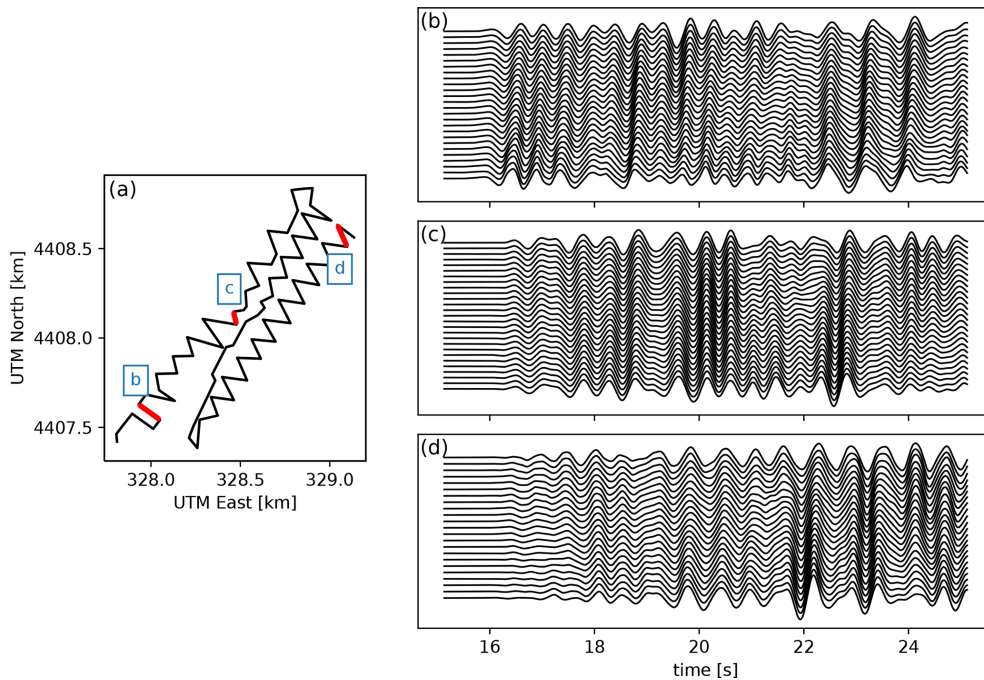 (a)
4408.5
4408.0
4407.5
UTM North [km]
b
c
d
328.0 328.5 329.0
UTM East [km]
(b)
(c)
(d)
16 18 20 22 24
time [s]